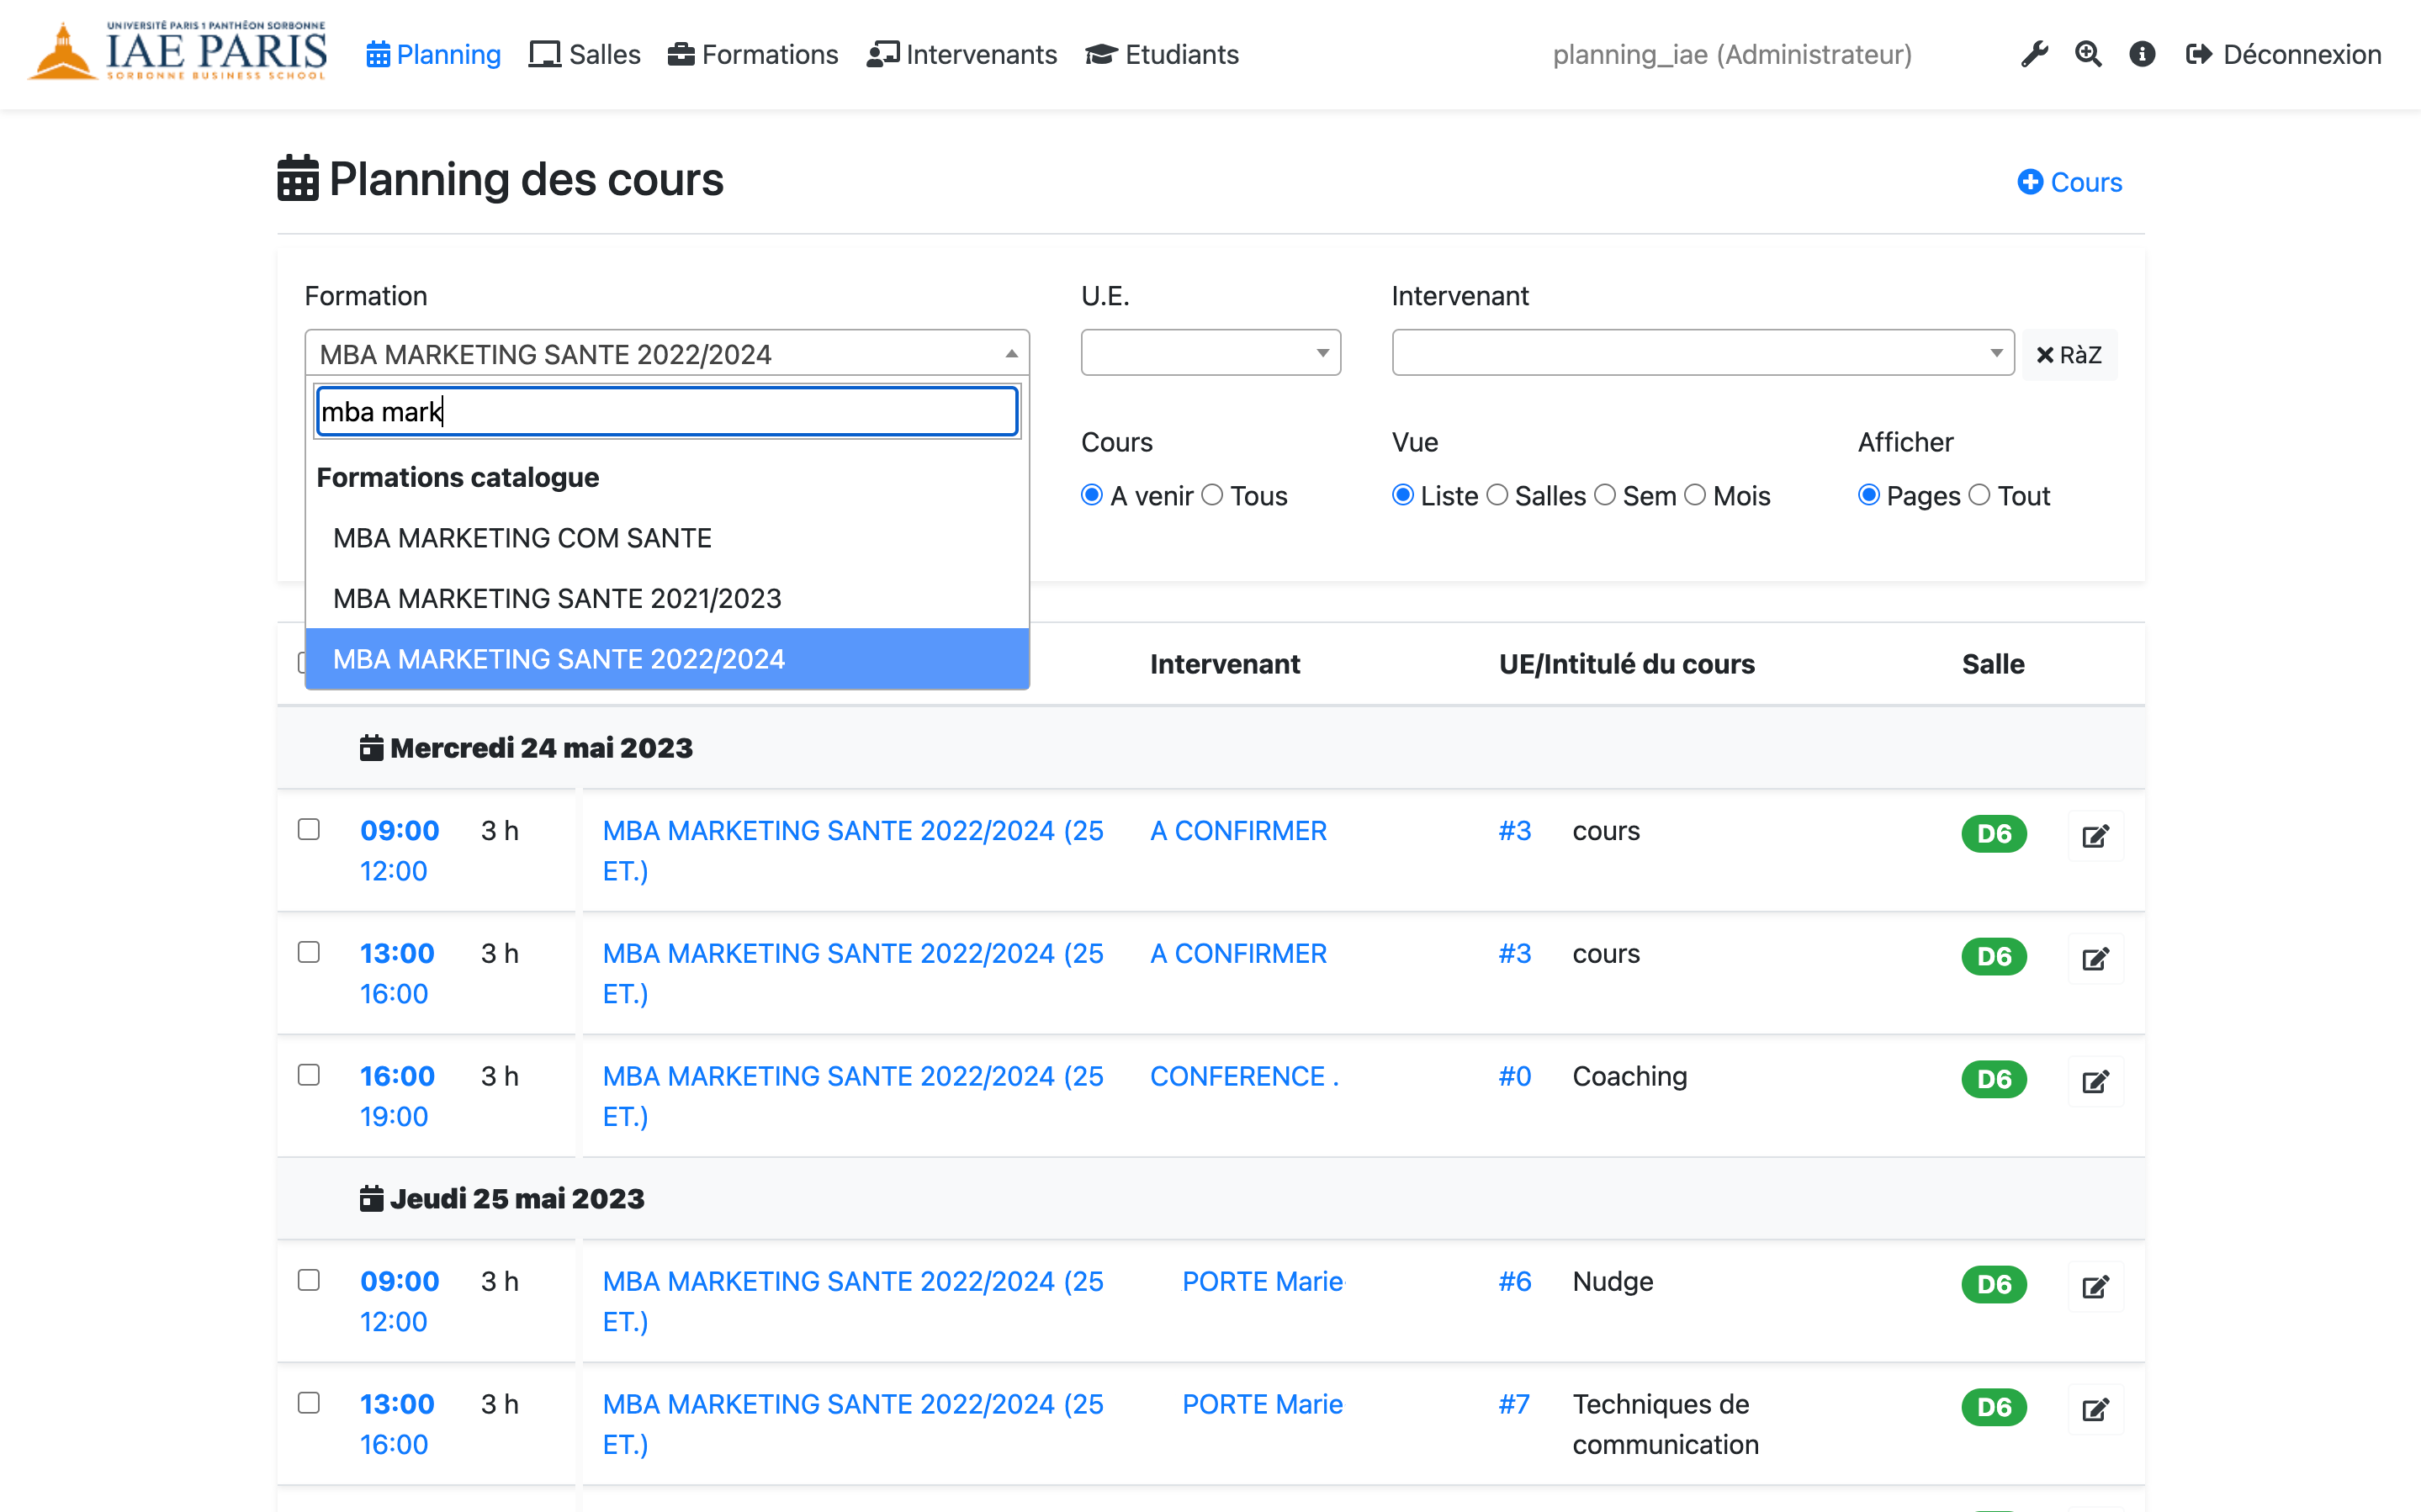 UNIVERSITÉ PARIS 1 PANTHÉON SORBONNE
IAE PARIS
SORBONNE BUSINESS SCHOOL
Planning Salles Formations Intervenants Etudiants planning_iae (Administrateur) Déconnexion
Planning des cours
Cours
Formation U.E. Intervenant
MBA MARKETING SANTE 2022/2024
RàZ
mba mark
Formations catalogue
MBA MARKETING COM SANTE
MBA MARKETING SANTE 2021/2023
MBA MARKETING SANTE 2022/2024
Cours Vue Afficher
A venir Tous Liste Salles Sem Mois Pages Tout
Intervenant UE/Intitulé du cours Salle
Mercredi 24 mai 2023
09:00 3 h MBA MARKETING SANTE 2022/2024 (25 A CONFIRMER #3 cours D6
12:00 ET.)
13:00 3 h MBA MARKETING SANTE 2022/2024 (25 A CONFIRMER #3 cours D6
16:00 ET.)
16:00 3 h MBA MARKETING SANTE 2022/2024 (25 CONFERENCE . #0 Coaching D6
19:00 ET.)
Jeudi 25 mai 2023
09:00 3 h MBA MARKETING SANTE 2022/2024 (25 PORTE Marie #6 Nudge D6
12:00 ET.)
13:00 3 h MBA MARKETING SANTE 2022/2024 (25 PORTE Marie #7 Techniques de D6
16:00 ET.) communication